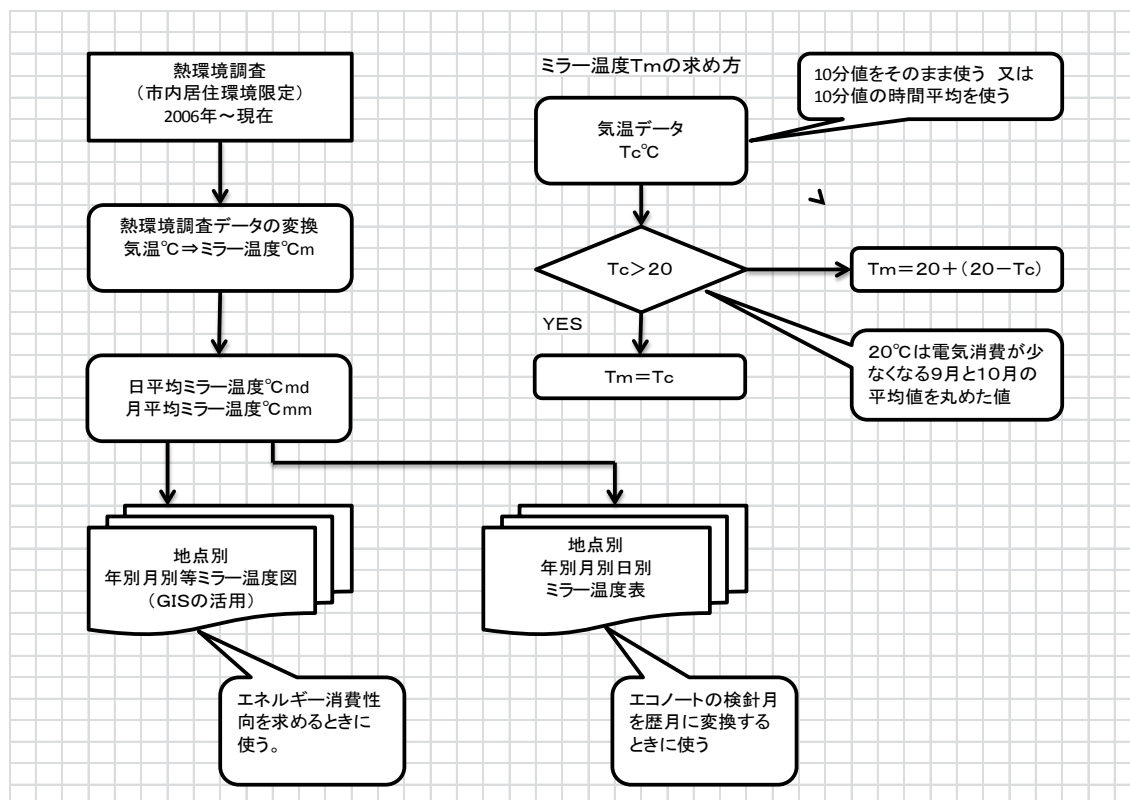 熱環境調査
（市内居住環境限定）
2006年～現在
熱環境調査データの変換
気温℃⇒ミラー温度℃m
日平均ミラー温度℃md
月平均ミラー温度℃mm
地点別
年別月別等ミラー温度図
（GISの活用）
エネルギー消費性
向を求めるときに
使う。
地点別
年別月別日別
ミラー温度表
エコノートの検針月
を歴月に変換する
ときに使う
ミラー温度Tｍの求め方
気温データ
Tc℃
10分値をそのまま使う 又は
10分値の時間平均を使う
Tｃ＞20
YES
Tｍ＝Tｃ
Tｍ＝20＋（20－Tｃ）
20℃は電気消費が少
なくなる9月と10月の
平均値を丸めた値